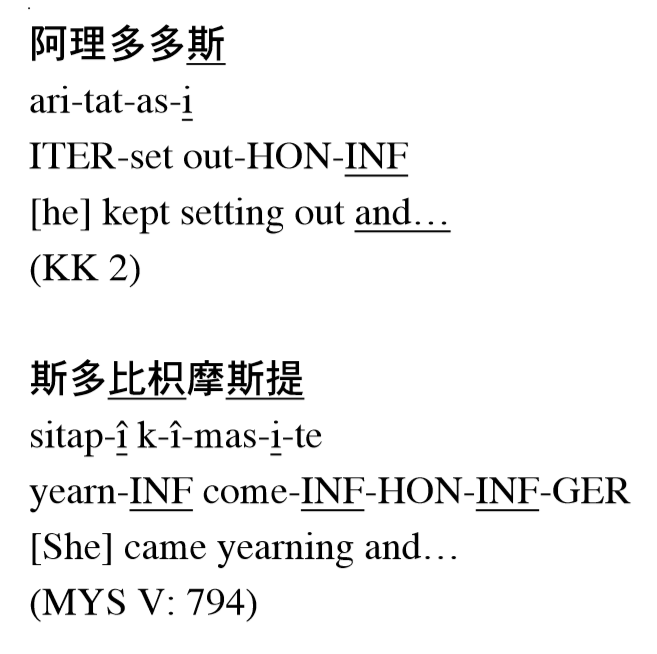 阿理多多斯
ari-tat-as-i
ITER-set out-HON-INF
[he] kept setting out and…
(KK 2)
斯多比枳摩斯提
sitap-î k-î-mas-i-te
yearn-INF come-INF-HON-INF-GER
[She] came yearning and…
(MYS V: 794)